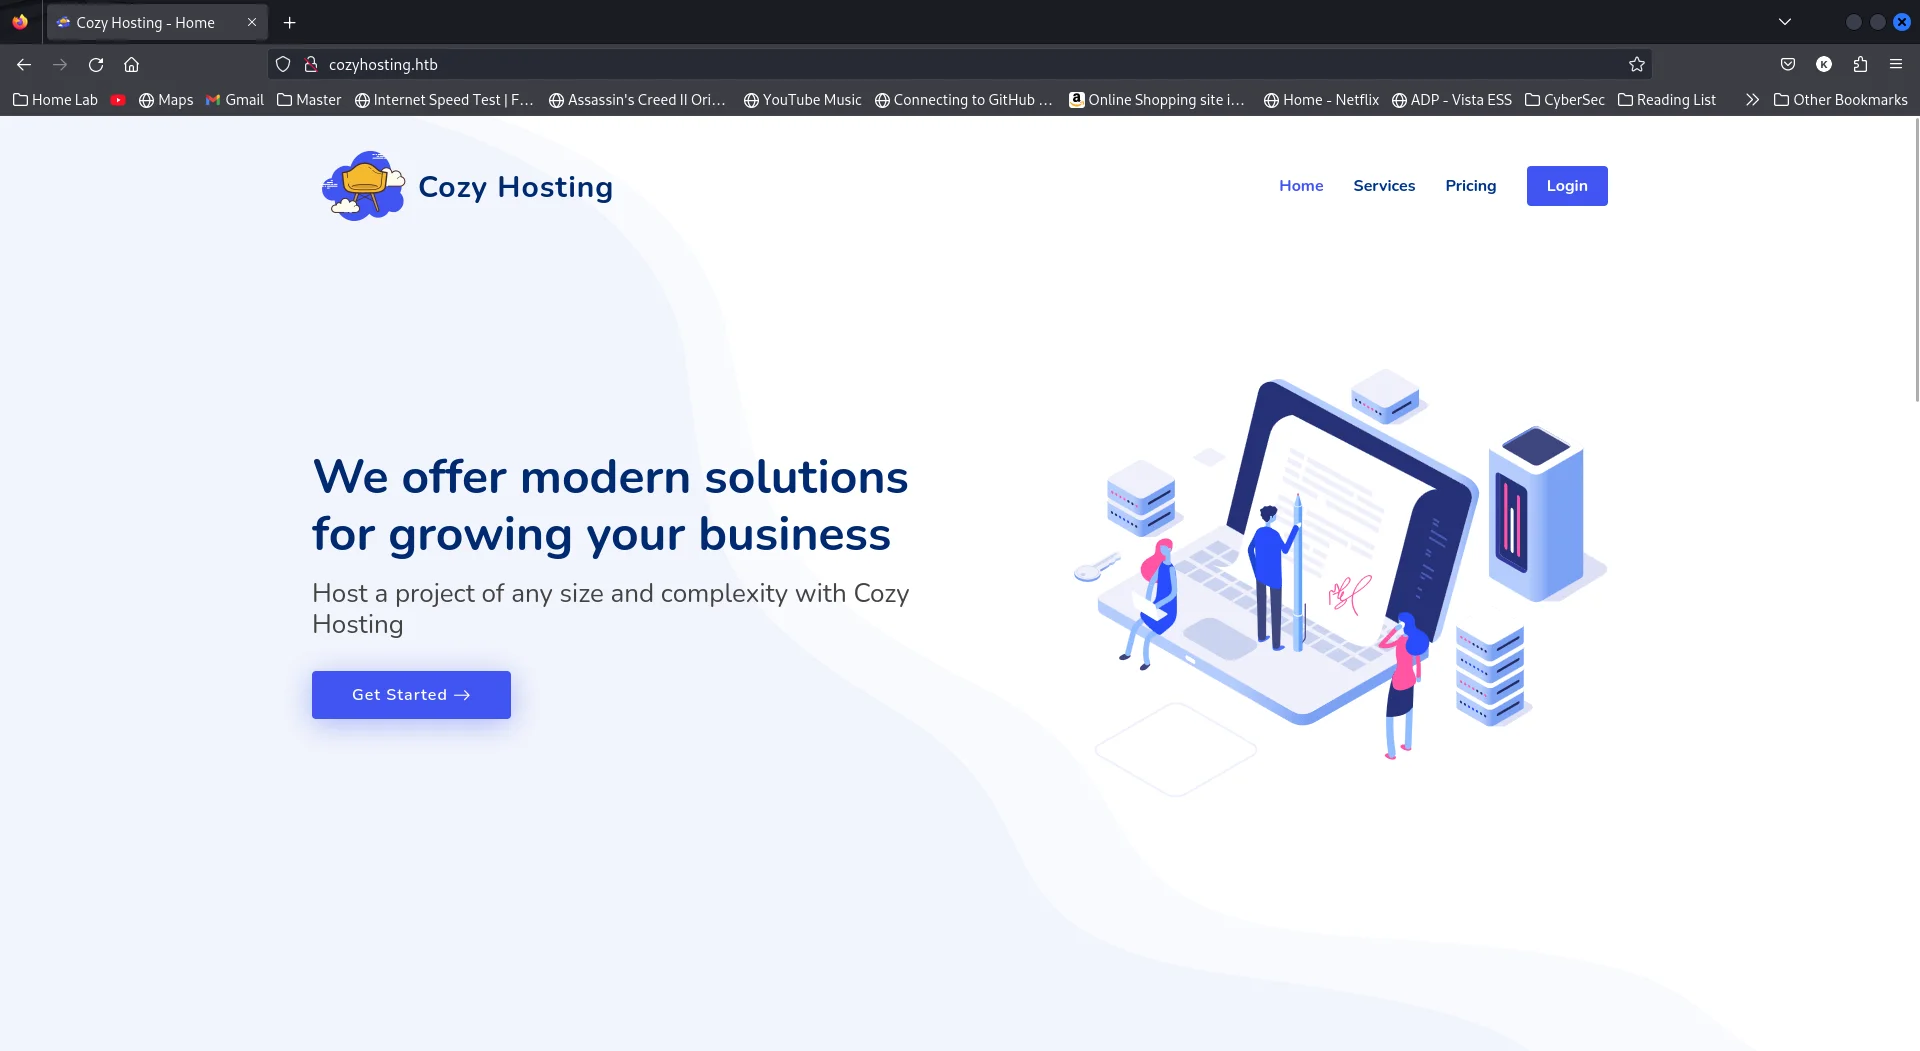 Cozy Hosting - Home
cozyhosting.htb
Home Lab Maps Gmail Master Internet Speed Test | F... Assassin's Creed II Ori... YouTube Music Connecting to GitHub ... Online Shopping site i... Home - Netflix ADP - Vista ESS CyberSec Reading List Other Bookmarks
Cozy Hosting
Home Services Pricing Login
We offer modern solutions
for growing your business
Host a project of any size and complexity with Cozy
Hosting
Get Started →